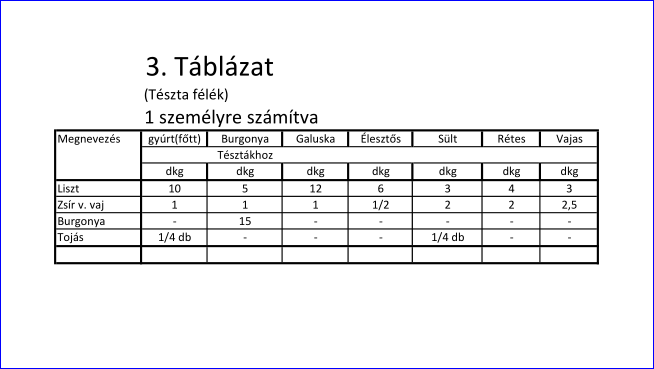 3. Táblázat
(Tészta félék)
1 személyre számítva
Megnevezés gyúrt(főtt) Burgonya Galuska Élesztős Sült Rétes Vajas
Tésztákhoz
dkg dkg dkg dkg dkg dkg dkg
Liszt 10 5 12 6 3 4 3
Zsír v. vaj 1 1 1 1/2 2 2 2,5
Burgonya - 15 - - - - -
Tojás 1/4 db - - - 1/4 db - -